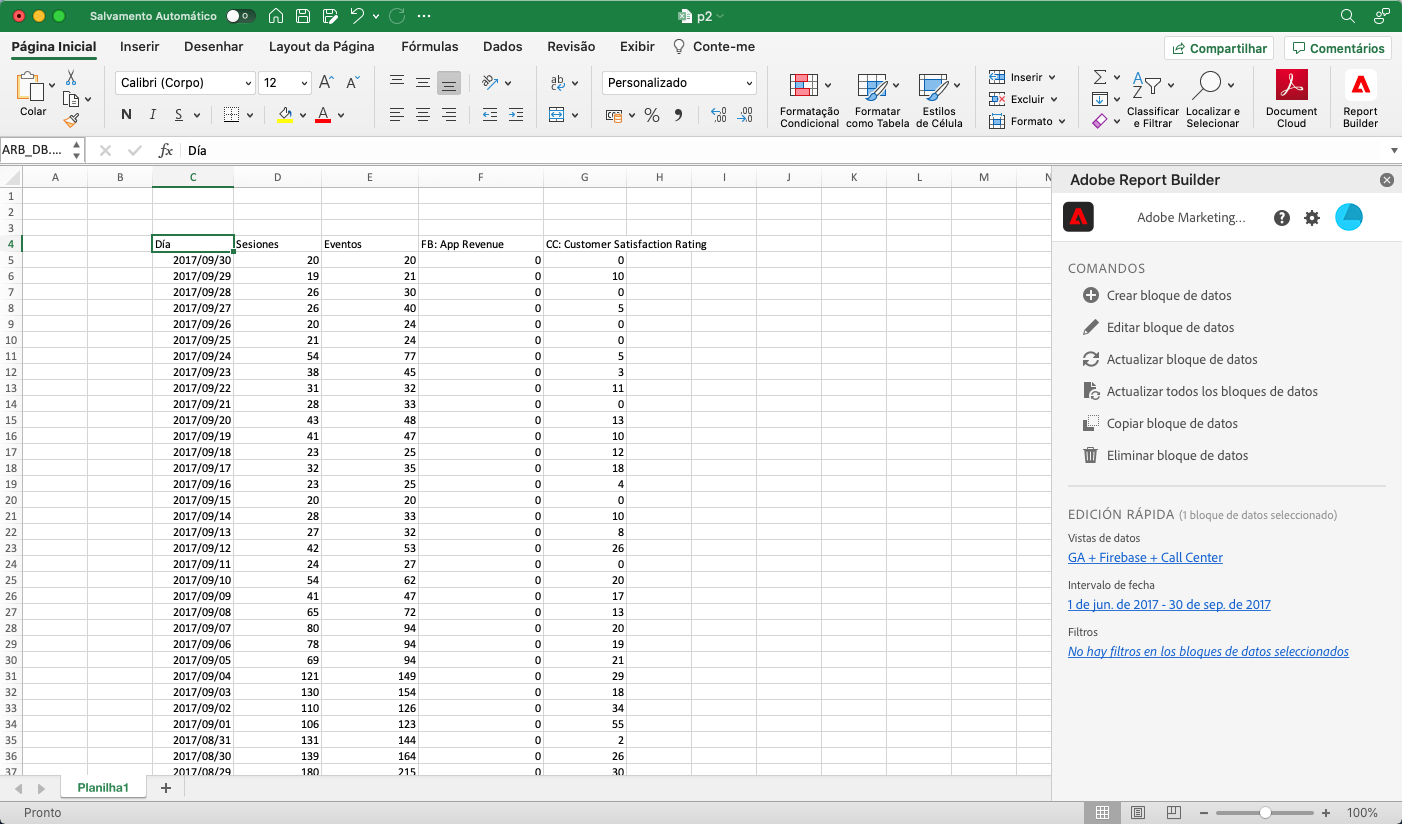 Salvamento Automático
p2
Página Inicial Inserir Desenhar Layout da Página Fórmulas Dados Revisão Exibir Conte-me Compartilhar Comentários
Colar
Calibri (Corpo) 12
N I S A
ab
Personalizado
% 
Formatação Condicional
Formatar como Tabela
Estilos de Célula
Inserir
Excluir
Formato
Classificar e Filtrar
Localizar e Selecionar
Document Cloud
Report Builder
ARB_DB.... fx Día
A B C D E F G H I J K L M N
1
2
3
4 Día Sesiones Eventos FB: App Revenue CC: Customer Satisfaction Rating
5 2017/09/30 20 20 0 0
6 2017/09/29 19 21 0 10
7 2017/09/28 26 30 0 0
8 2017/09/27 26 40 0 5
9 2017/09/26 20 24 0 0
10 2017/09/25 21 24 0 0
11 2017/09/24 54 77 0 5
12 2017/09/23 38 45 0 3
13 2017/09/22 31 32 0 11
14 2017/09/21 28 33 0 0
15 2017/09/20 43 48 0 13
16 2017/09/19 41 47 0 10
17 2017/09/18 23 25 0 12
18 2017/09/17 32 35 0 18
19 2017/09/16 23 25 0 4
20 2017/09/15 20 20 0 0
21 2017/09/14 28 33 0 10
22 2017/09/13 27 32 0 8
23 2017/09/12 42 53 0 26
24 2017/09/11 24 27 0 0
25 2017/09/10 54 62 0 20
26 2017/09/09 41 47 0 17
27 2017/09/08 65 72 0 13
28 2017/09/07 80 94 0 20
29 2017/09/06 78 94 0 19
30 2017/09/05 69 94 0 21
31 2017/09/04 121 149 0 29
32 2017/09/03 130 154 0 18
33 2017/09/02 110 126 0 34
34 2017/09/01 106 123 0 55
35 2017/08/31 131 144 0 2
36 2017/08/30 139 164 0 26
37 2017/08/29 180 215 0 30
Adobe Report Builder
Adobe Marketing...
COMANDOS
Crear bloque de datos
Editar bloque de datos
Actualizar bloque de datos
Actualizar todos los bloques de datos
Copiar bloque de datos
Eliminar bloque de datos
EDICIÓN RÁPIDA (1 bloque de datos seleccionado)
Vistas de datos
GA + Firebase + Call Center
Intervalo de fecha
1 de jun. de 2017 - 30 de sep. de 2017
Filtros
No hay filtros en los bloques de datos seleccionados
Planilha1
Pronto
100%